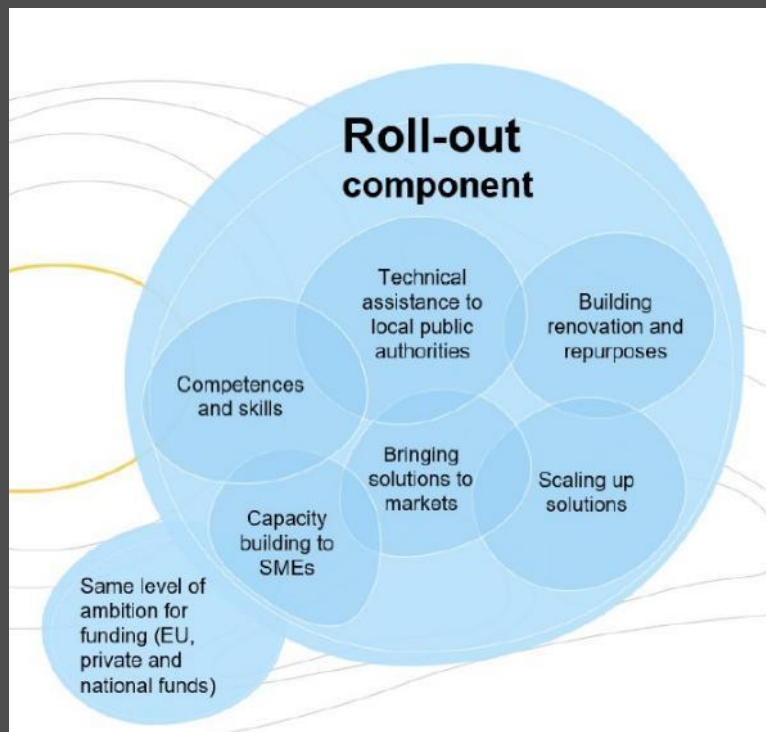 Roll-out
component
Technical
assistance to
local public
authorities
Building
renovation and
repurposes
Competences
and skills
Bringing
solutions to
markets
Scaling up
solutions
Capacity
building to
SMEs
Same level of
ambition for
funding (EU,
private and
national funds)